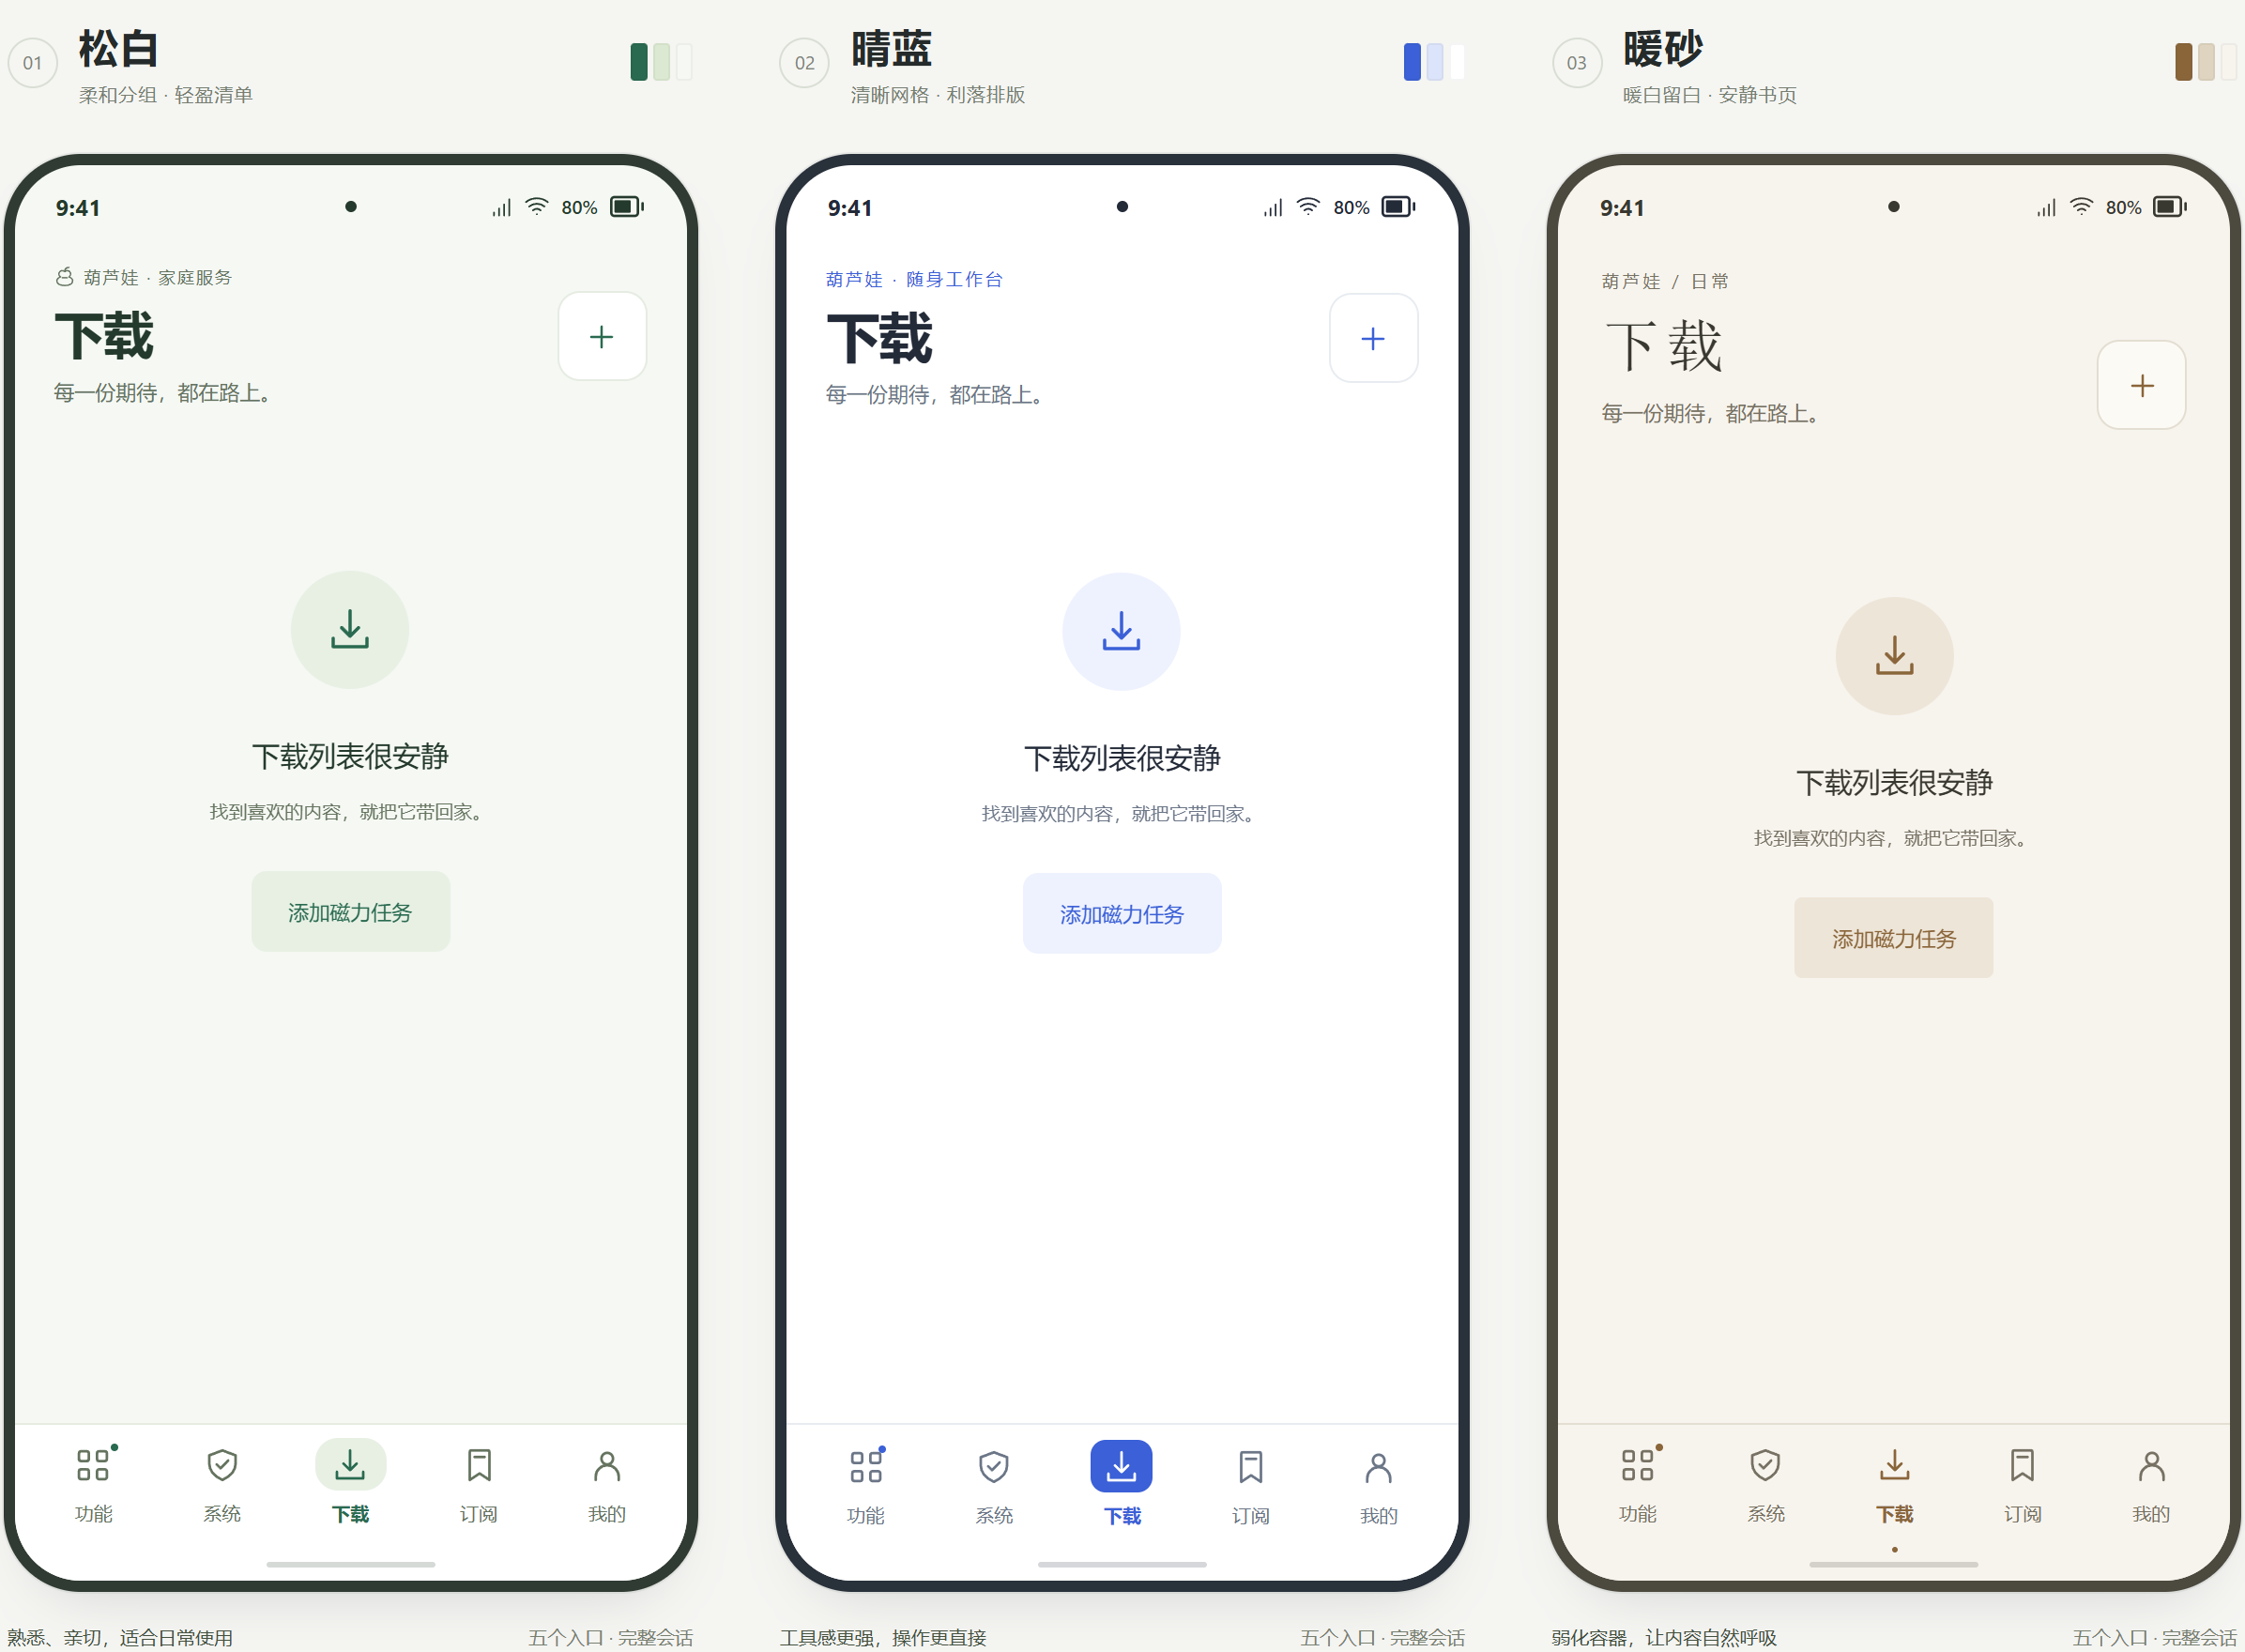 01
松白
柔和分组 · 轻盈清单
9:41
80%
葫芦娃 · 家庭服务
下载
每一份期待，都在路上。
下载列表很安静
找到喜欢的内容，就把它带回家。
添加磁力任务
功能
系统
下载
订阅
我的
熟悉、亲切，适合日常使用
五个入口 · 完整会话
02
晴蓝
清晰网格 · 利落排版
9:41
80%
葫芦娃 · 随身工作台
下载
每一份期待，都在路上。
下载列表很安静
找到喜欢的内容，就把它带回家。
添加磁力任务
功能
系统
下载
订阅
我的
工具感更强，操作更直接
五个入口 · 完整会话
03
暖砂
暖白留白 · 安静书页
9:41
80%
葫芦娃 / 日常
下载
每一份期待，都在路上。
下载列表很安静
找到喜欢的内容，就把它带回家。
添加磁力任务
功能
系统
下载
订阅
我的
弱化容器，让内容自然呼吸
五个入口 · 完整会话